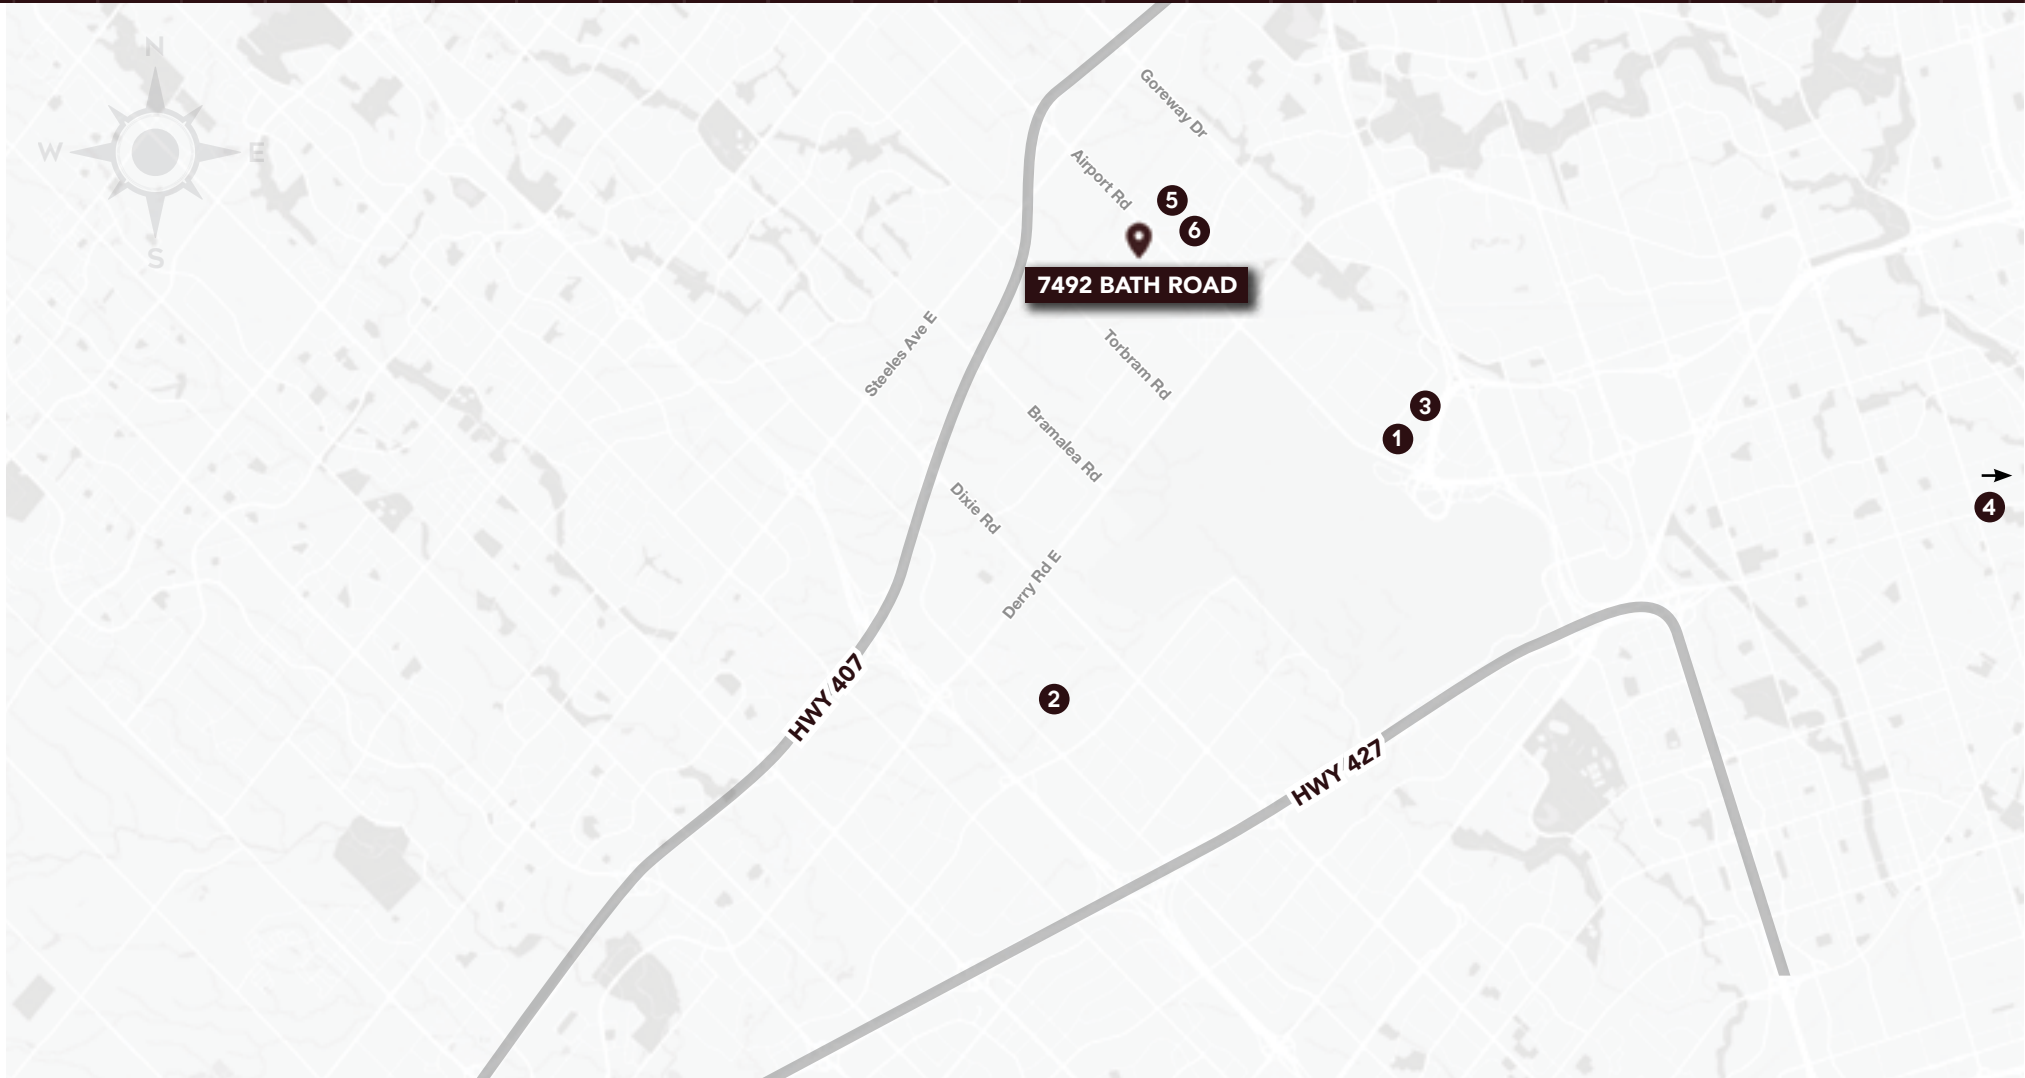 N
W
E
S
Goreway Dr
Airport Rd
5
6
7492 BATH ROAD
Steeles Ave E
Torbram Rd
3
Bramalea Rd
1
4
Dixie Rd
Derry Rd E
HWY 407
2
HWY 427